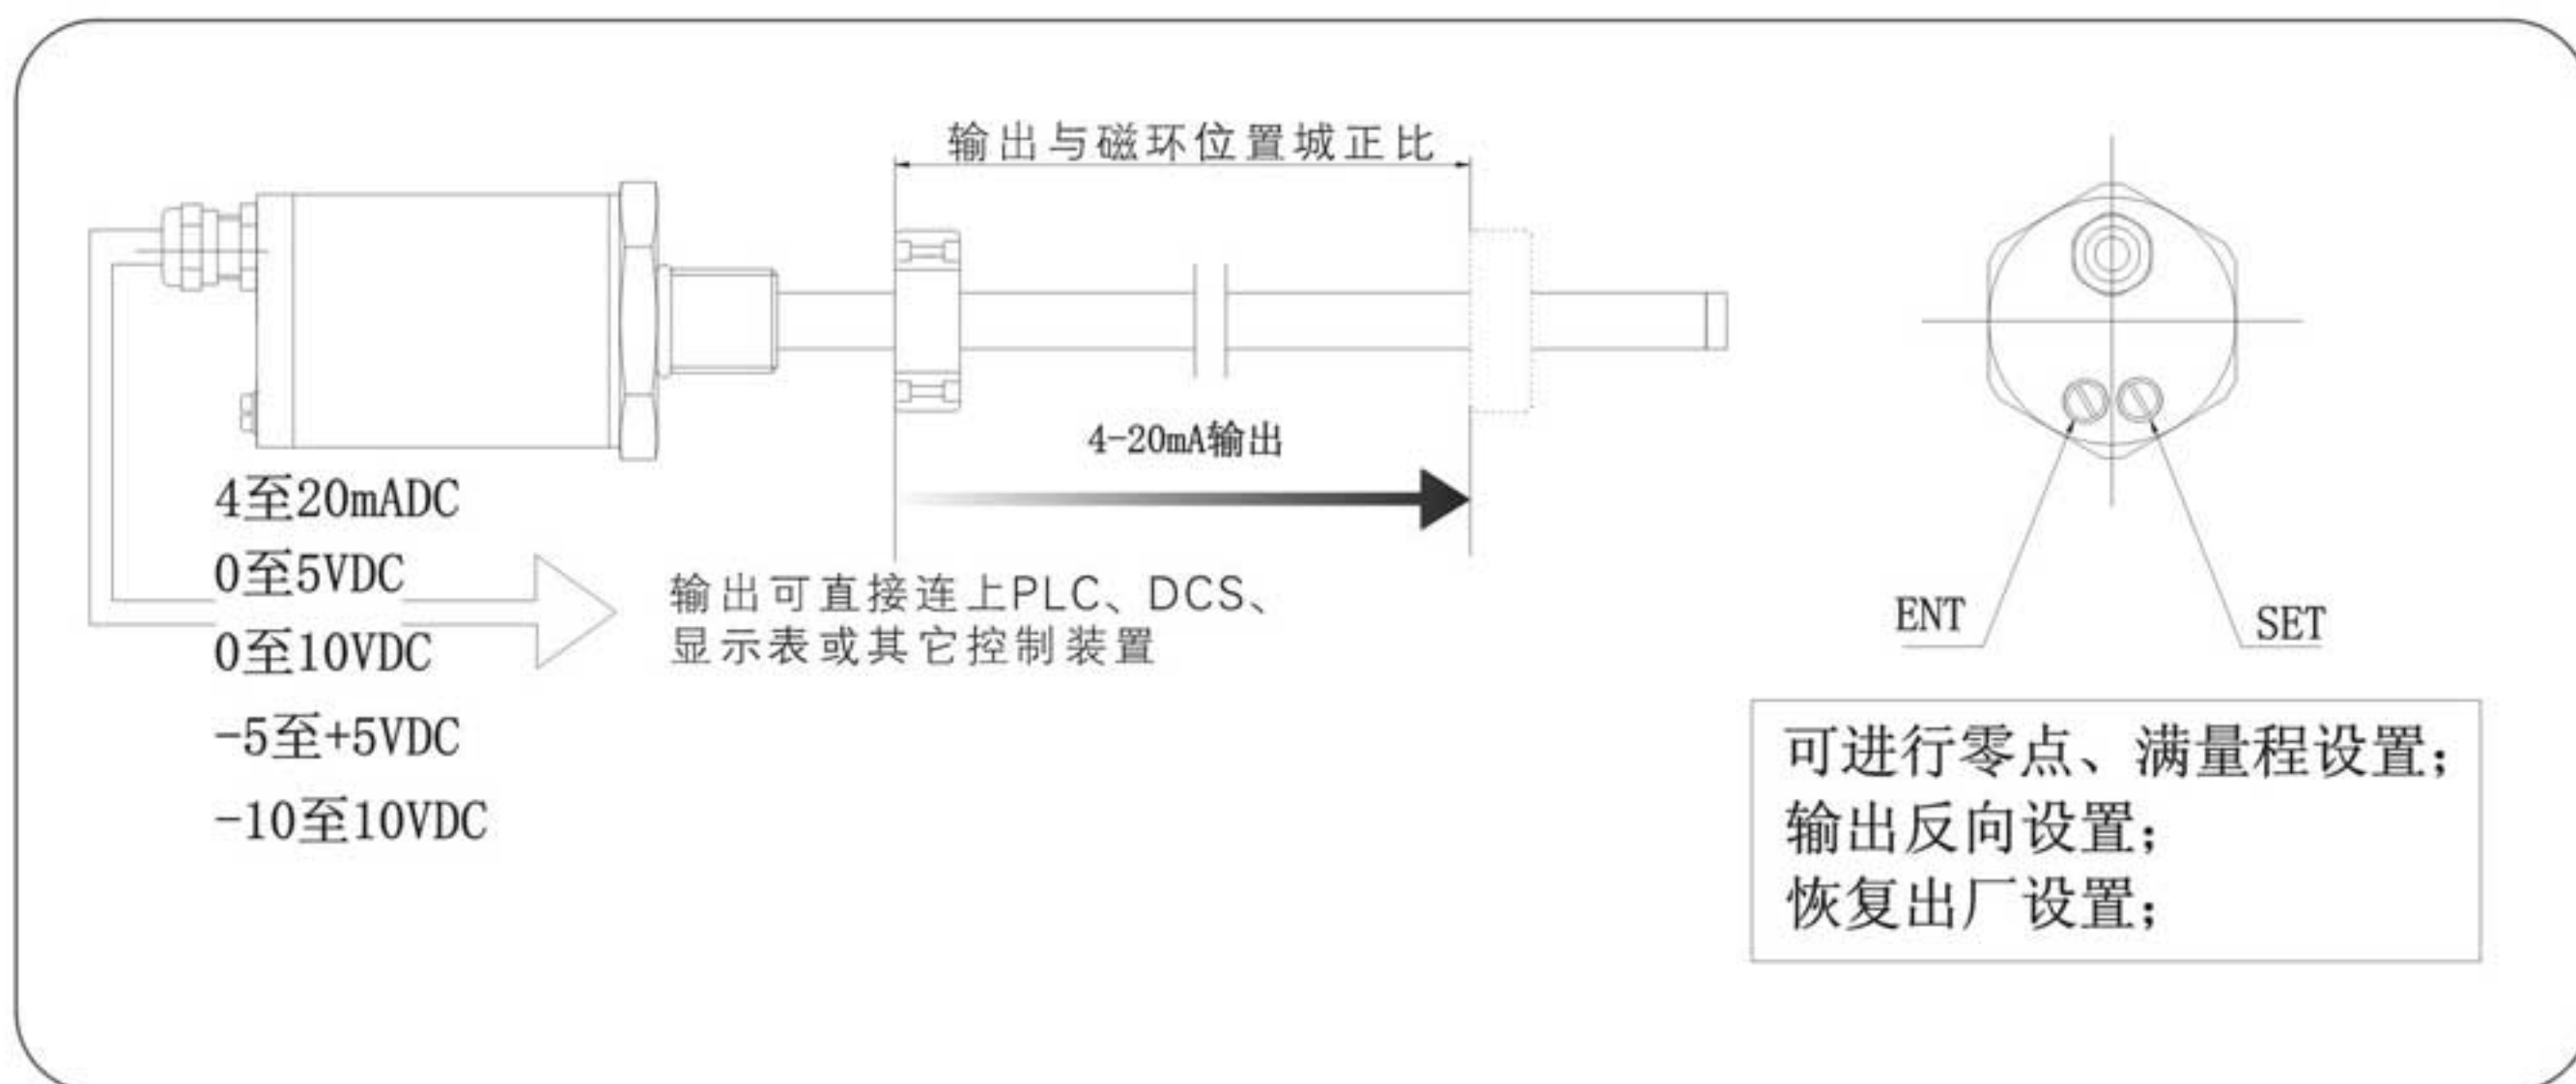 输出与磁环位置城正比
4-20mA输出
4至20mADC
0至5VDC
0至10VDC
-5至+5VDC
-10至10VDC
输出可直接连上PLC、DCS、
显示表或其它控制装置
ENT
SET
可进行零点、满量程设置;
输出反向设置;
恢复出厂设置;